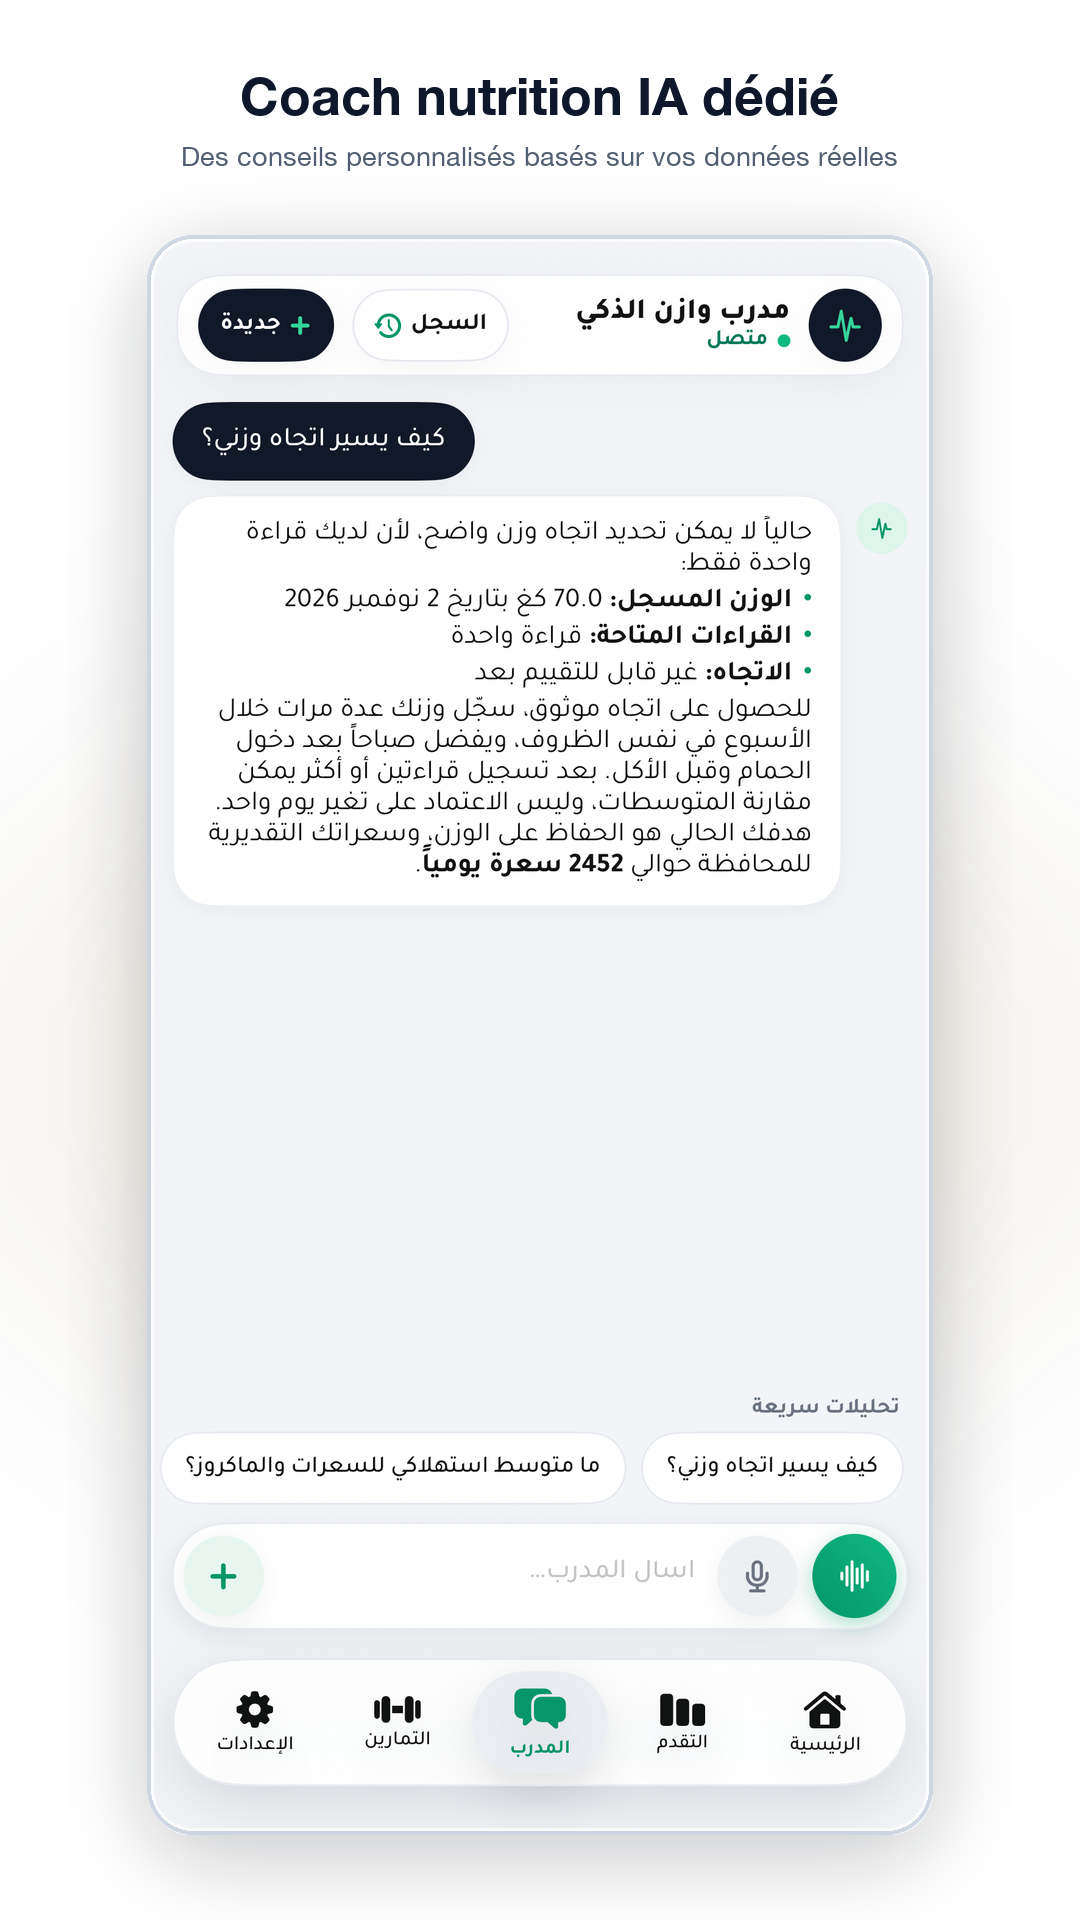 Coach nutrition IA dédié
Des conseils personnalisés basés sur vos données réelles
مدرب وازن الذكي
متصل
السجل
جديدة
كيف يسير اتجاه وزني؟
حالياً لا يمكن تحديد اتجاه وزن واضح، لأن لديك قراءة
واحدة فقط:
• الوزن المسجل: 70.0 كغ بتاريخ 2 نوفمبر 2026
• القراءات المتاحة: قراءة واحدة
• الاتجاه: غير قابل للتقييم بعد
للحصول على اتجاه موثوق، سجّل وزنك عدة مرات خلال
الأسبوع في نفس الظروف، ويفضل صباحاً بعد دخول
الحمام وقبل الأكل. بعد تسجيل قراءتين أو أكثر يمكن
مقارنة المتوسطات، وليس الاعتماد على تغير يوم واحد.
هدفك الحالي هو الحفاظ على الوزن، وسعراتك التقديرية
للمحافظة حوالي 2452 سعرة يومياً.
تحليلات سريعة
كيف يسير اتجاه وزني؟
ما متوسط استهلاكي للسعرات والماكروز؟
اسال المدرب...
الرئيسية
التقدم
المدرب
التمارين
الإعدادات